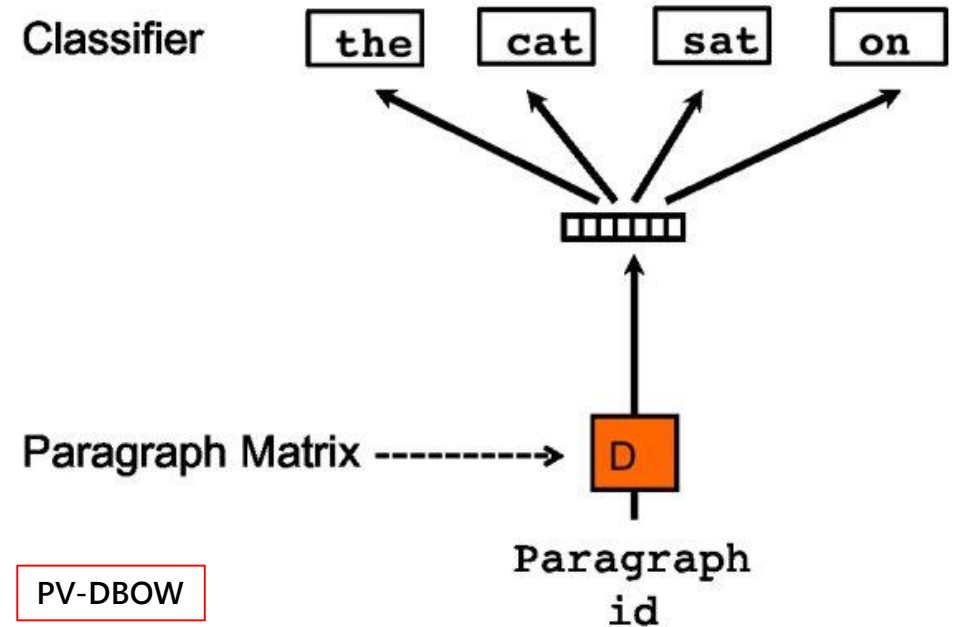 Classifier the cat sat on
Paragraph Matrix
D
Paragraph
id
PV-DBOW